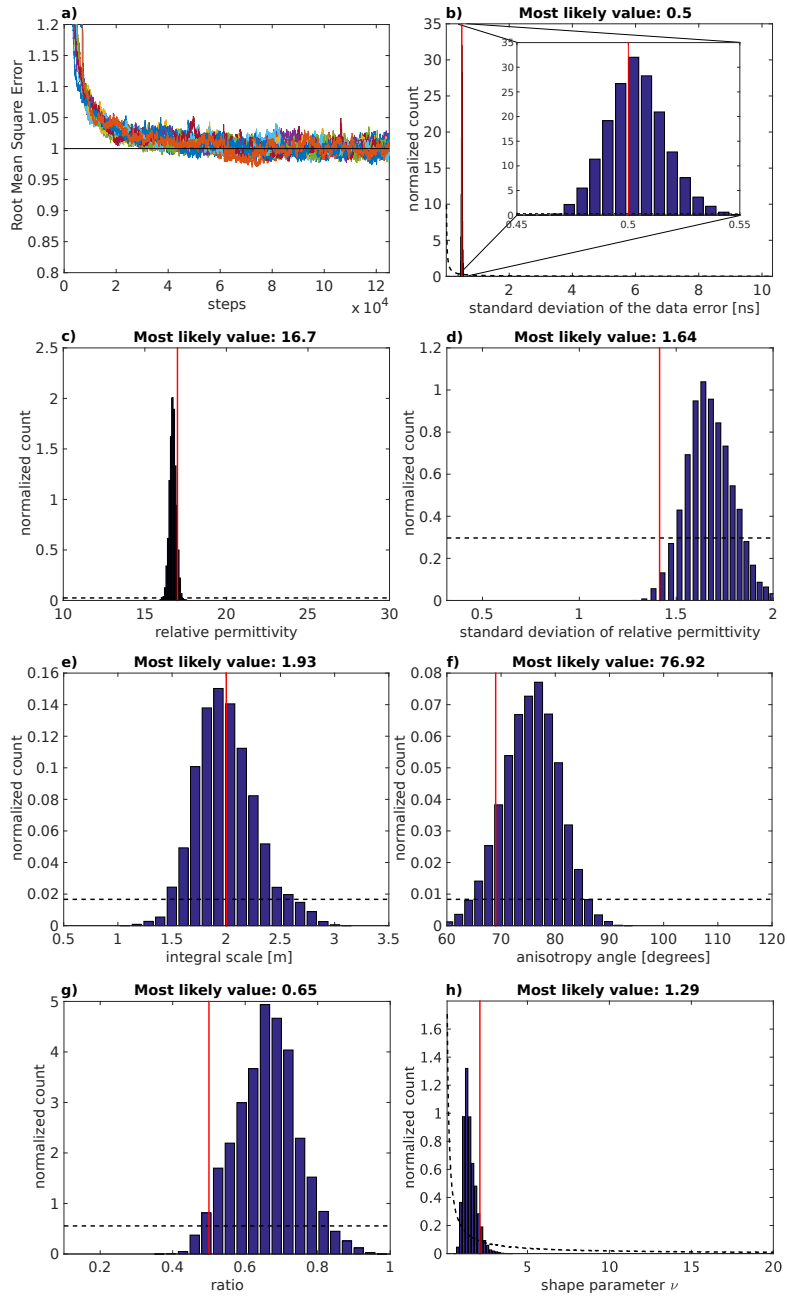 a)
1.2
1.15
1.1
1.05
1
0.95
0.9
0.85
0.8
Root Mean Square Error
0 2 4 6 8 10 12
steps
x 10^4
b) Most likely value: 0.5
35
30
25
20
15
10
5
0
normalized count
35
30
25
20
15
10
5
0
0.45 0.5 0.55
2 4 6 8 10
standard deviation of the data error [ns]
c) Most likely value: 16.7
2.5
2
1.5
1
0.5
0
normalized count
10 15 20 25 30
relative permittivity
d) Most likely value: 1.64
1.2
1
0.8
0.6
0.4
0.2
0
normalized count
0.5 1 1.5 2
standard deviation of relative permittivity
e) Most likely value: 1.93
0.16
0.14
0.12
0.1
0.08
0.06
0.04
0.02
0
normalized count
0.5 1 1.5 2 2.5 3 3.5
integral scale [m]
f) Most likely value: 76.92
0.08
0.07
0.06
0.05
0.04
0.03
0.02
0.01
0
normalized count
60 70 80 90 100 110 120
anisotropy angle [degrees]
g) Most likely value: 0.65
5
4
3
2
1
0
normalized count
0.2 0.4 0.6 0.8 1
ratio
h) Most likely value: 1.29
1.6
1.4
1.2
1
0.8
0.6
0.4
0.2
0
normalized count
5 10 15 20
shape parameter ν